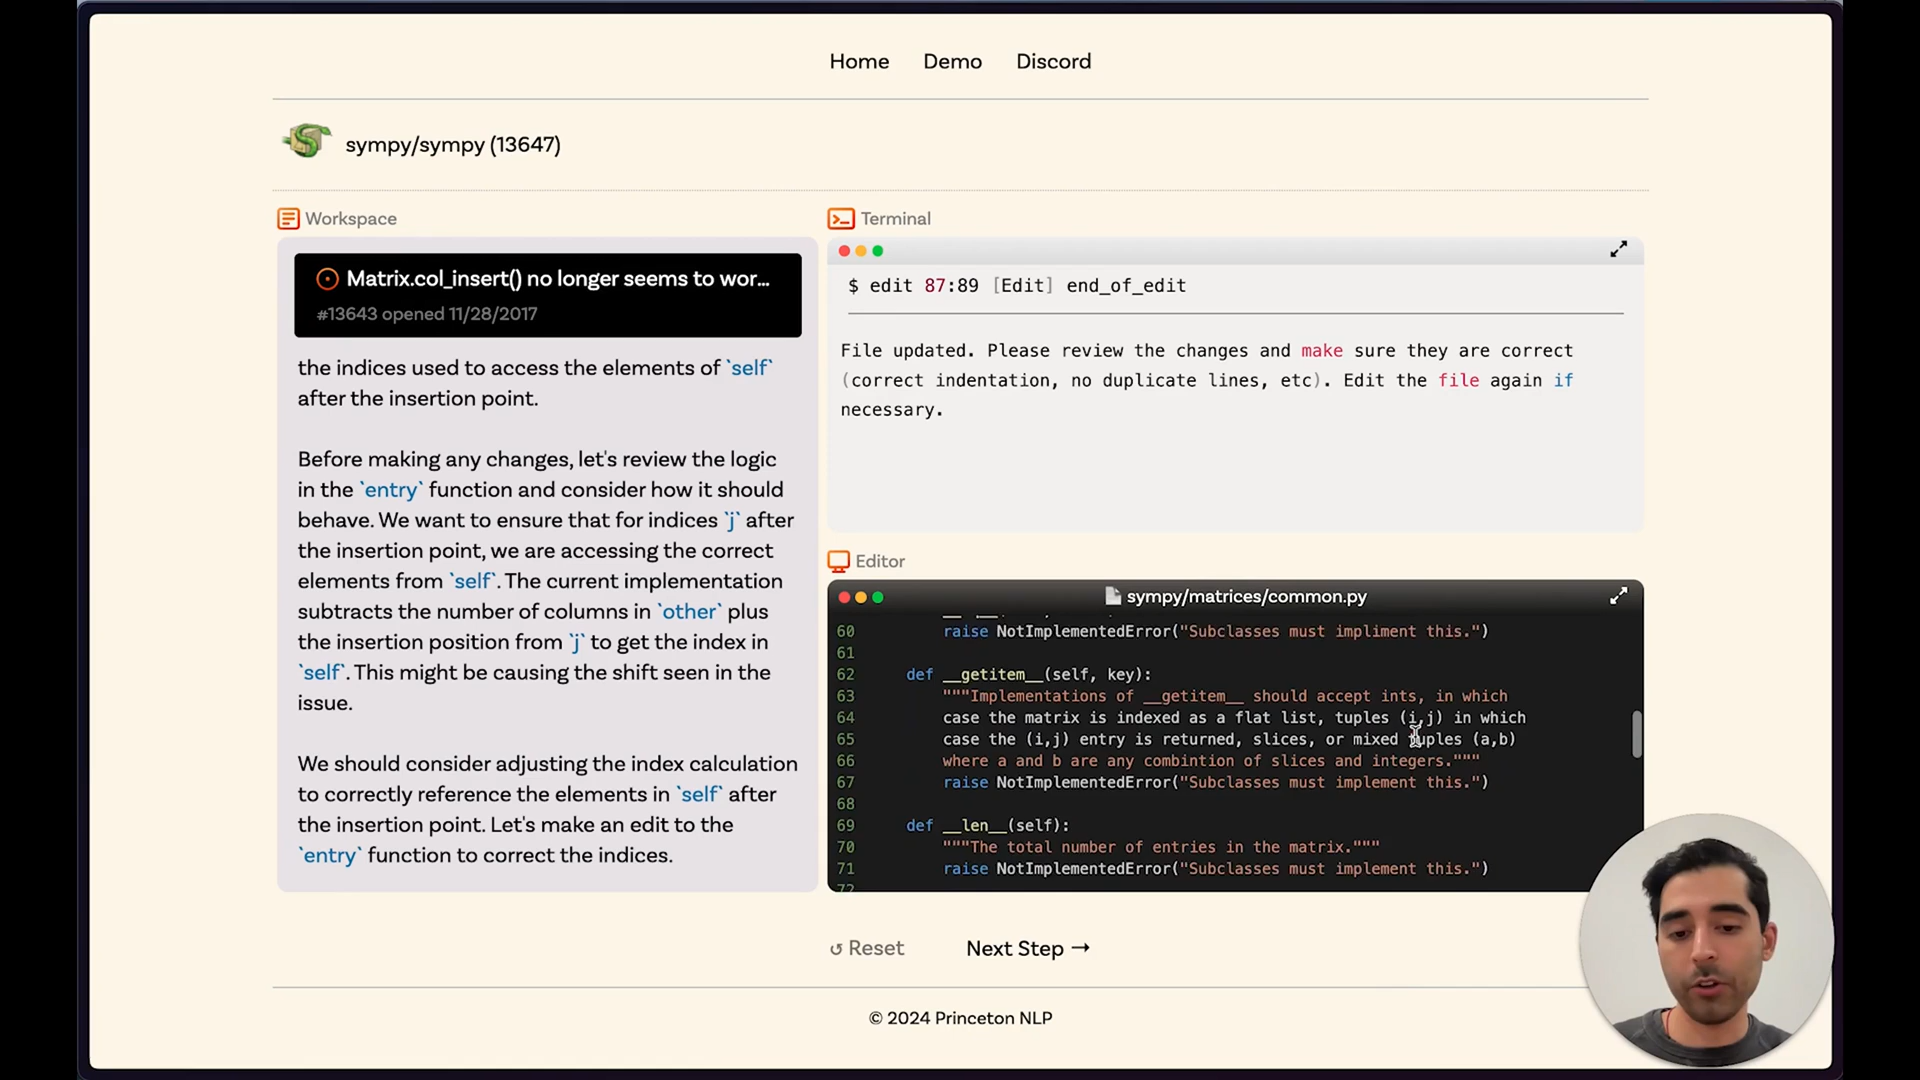 Home Demo Discord
sympy/sympy (13647)
Workspace
Matrix.col_insert() no longer seems to wor...
#13643 opened 11/28/2017
the indices used to access the elements of `self`
after the insertion point.
Before making any changes, let's review the logic
in the `entry` function and consider how it should
behave. We want to ensure that for indices `j` after
the insertion point, we are accessing the correct
elements from `self`. The current implementation
subtracts the number of columns in `other` plus
the insertion position from `j` to get the index in
`self`. This might be causing the shift seen in the
issue.
We should consider adjusting the index calculation
to correctly reference the elements in `self` after
the insertion point. Let's make an edit to the
`entry` function to correct the indices.
Terminal
$ edit 87:89 [Edit] end_of_edit
File updated. Please review the changes and make sure they are correct
(correct indentation, no duplicate lines, etc). Edit the file again if
necessary.
Editor
sympy/matrices/common.py
60 raise NotImplementedError("Subclasses must impliment this.")
61
62 def __getitem__(self, key):
63 """Implementations of __getitem__ should accept ints, in which
64 case the matrix is indexed as a flat list, tuples (i,j) in which
65 case the (i,j) entry is returned, slices, or mixed tuples (a,b)
66 where a and b are any combintion of slices and integers."""
67 raise NotImplementedError("Subclasses must implement this.")
68
69 def __len__(self):
70 """The total number of entries in the matrix."""
71 raise NotImplementedError("Subclasses must implement this.")
72
↺ Reset Next Step →
© 2024 Princeton NLP